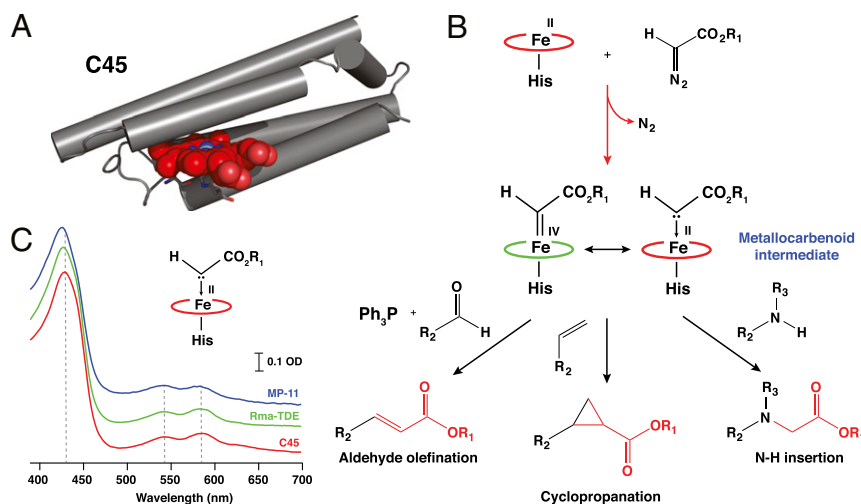 A
C45
B
II
Fe
His
+
H
CO2R1
N2
N2
H
CO2R1
IV
Fe
His
H
CO2R1
II
Fe
His
Metallocarbenoid
intermediate
Ph3P
+
O
R2
H
R2
R3
N
R2
H
R2
O
OR1
Aldehyde olefination
R2
OR1
O
Cyclopropanation
R3
N
R2
O
OR
N-H insertion
C
H
CO2R1
II
Fe
His
0.1 OD
MP-11
Rma-TDE
C45
400 450 500 550 600 650 700
Wavelength (nm)